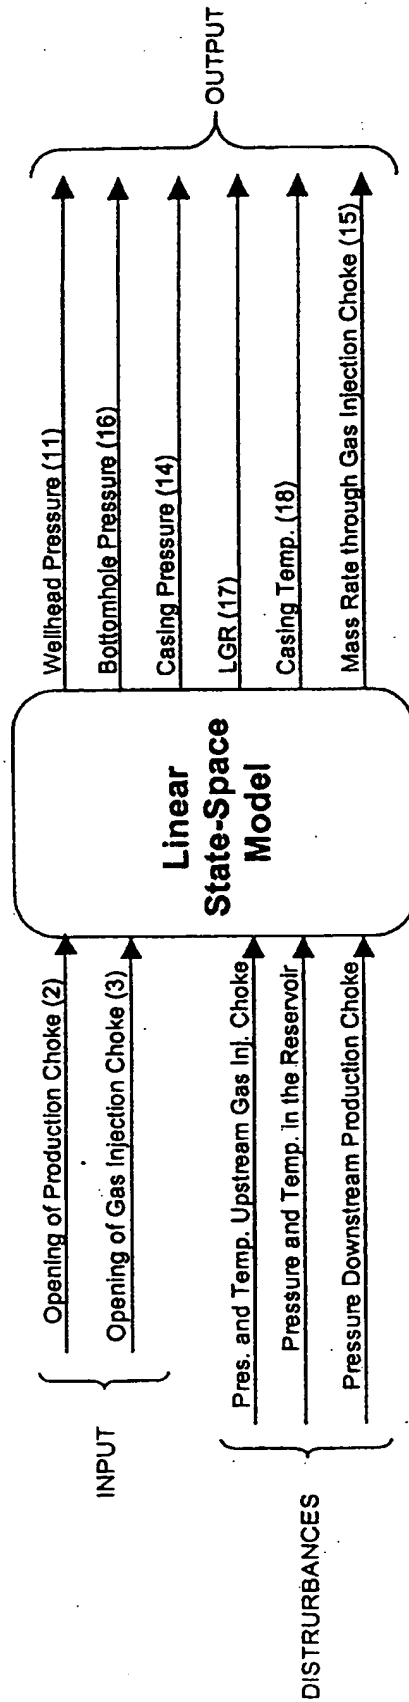 INPUT
Opening of Production Choke (2)
Opening of Gas Injection Choke (3)
DISTRURBANCES
Pres. and Temp. Upstream Gas Inj. Choke
Pressure and Temp. in the Reservoir
Pressure Downstream Production Choke
Linear
State-Space
Model
Wellhead Pressure (11)
Bottomhole Pressure (16)
Casing Pressure (14)
LGR (17)
Casing Temp. (18)
Mass Rate through Gas Injection Choke (15)
OUTPUT